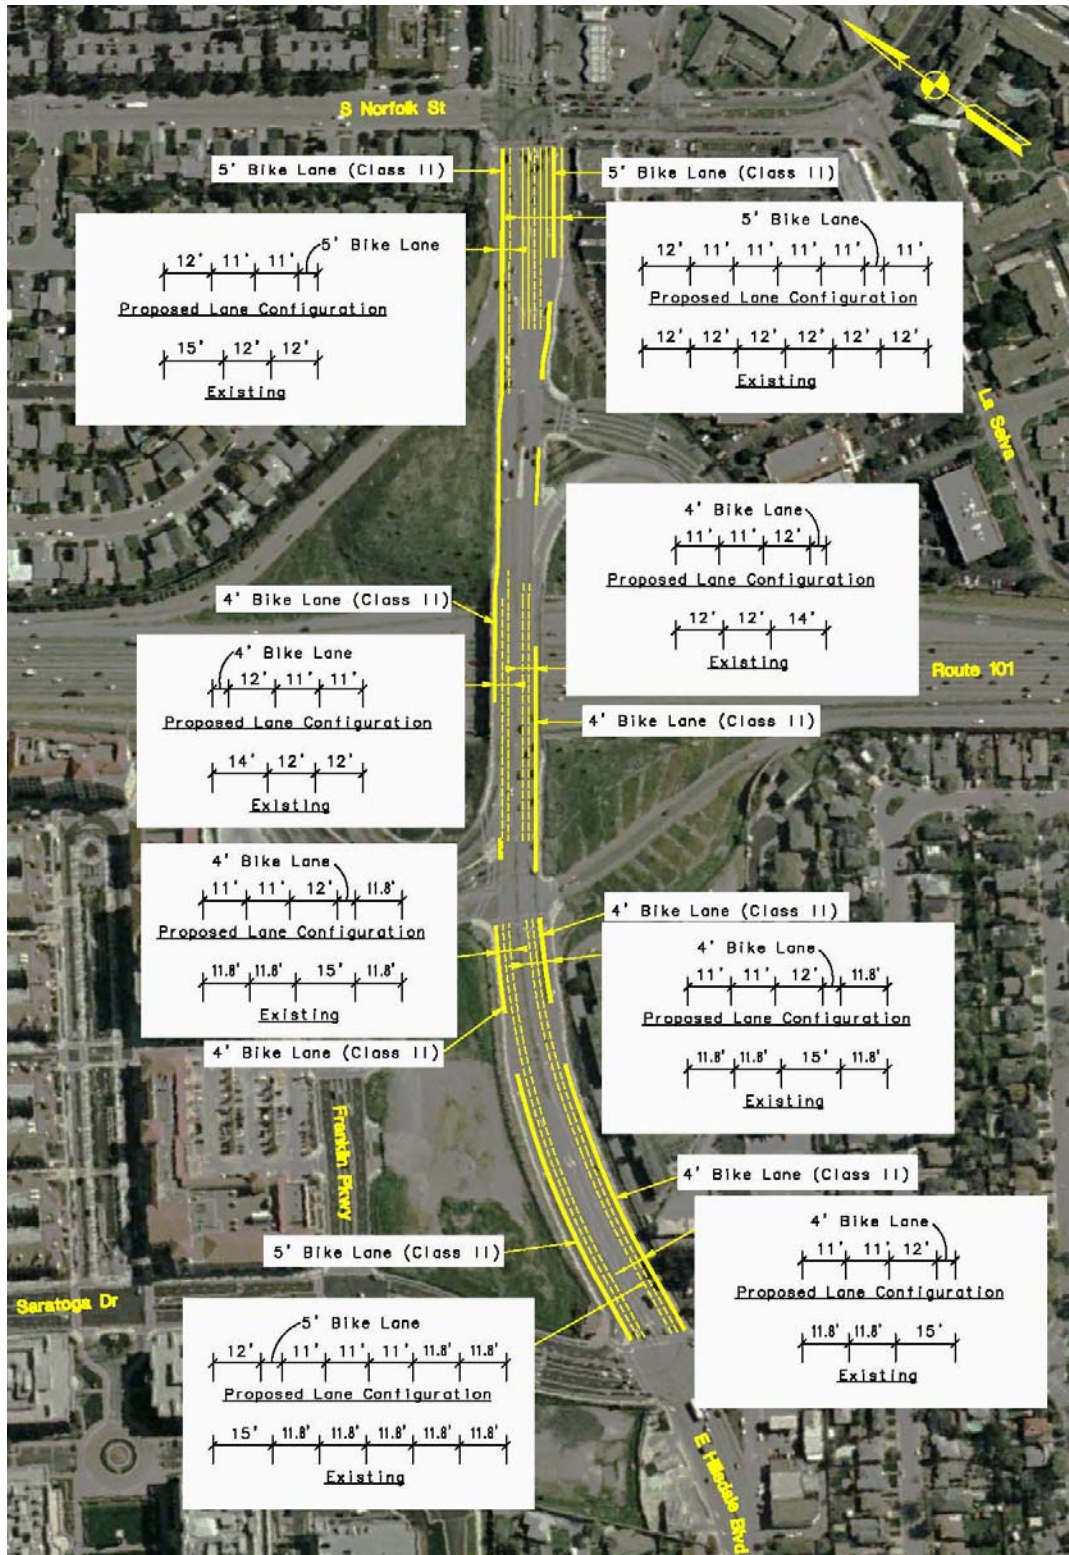 S Norfolk St
5' Bike Lane (Class II)
5' Bike Lane (Class II)
5' Bike Lane
12' 11' 11'
Proposed Lane Configuration
15' 12' 12'
Existing
5' Bike Lane
12' 11' 11' 11' 11' 11'
Proposed Lane Configuration
12' 12' 12' 12' 12' 12'
Existing
La Selva
4' Bike Lane
11' 11' 12'
Proposed Lane Configuration
12' 12' 14'
Existing
4' Bike Lane (Class II)
Route 101
4' Bike Lane
12' 11' 11'
Proposed Lane Configuration
14' 12' 12'
Existing
4' Bike Lane (Class II)
4' Bike Lane
11' 11' 12' 11.8'
Proposed Lane Configuration
11.8' 11.8' 15' 11.8'
Existing
4' Bike Lane (Class II)
4' Bike Lane
11' 11' 12' 11.8'
Proposed Lane Configuration
11.8' 11.8' 15' 11.8'
Existing
4' Bike Lane (Class II)
Franklin Pkwy
4' Bike Lane (Class II)
5' Bike Lane (Class II)
4' Bike Lane
11' 11' 12'
Proposed Lane Configuration
11.8' 11.8' 15'
Existing
Saratoga Dr
5' Bike Lane
12' 11' 11' 11' 11.8' 11.8'
Proposed Lane Configuration
15' 11.8' 11.8' 11.8' 11.8' 11.8'
Existing
E Hillsdale Blvd